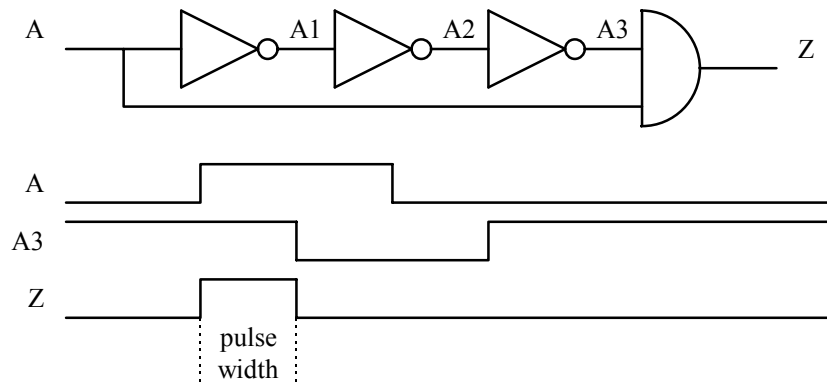 A A1 A2 A3 Z
A
A3
Z
pulse
width